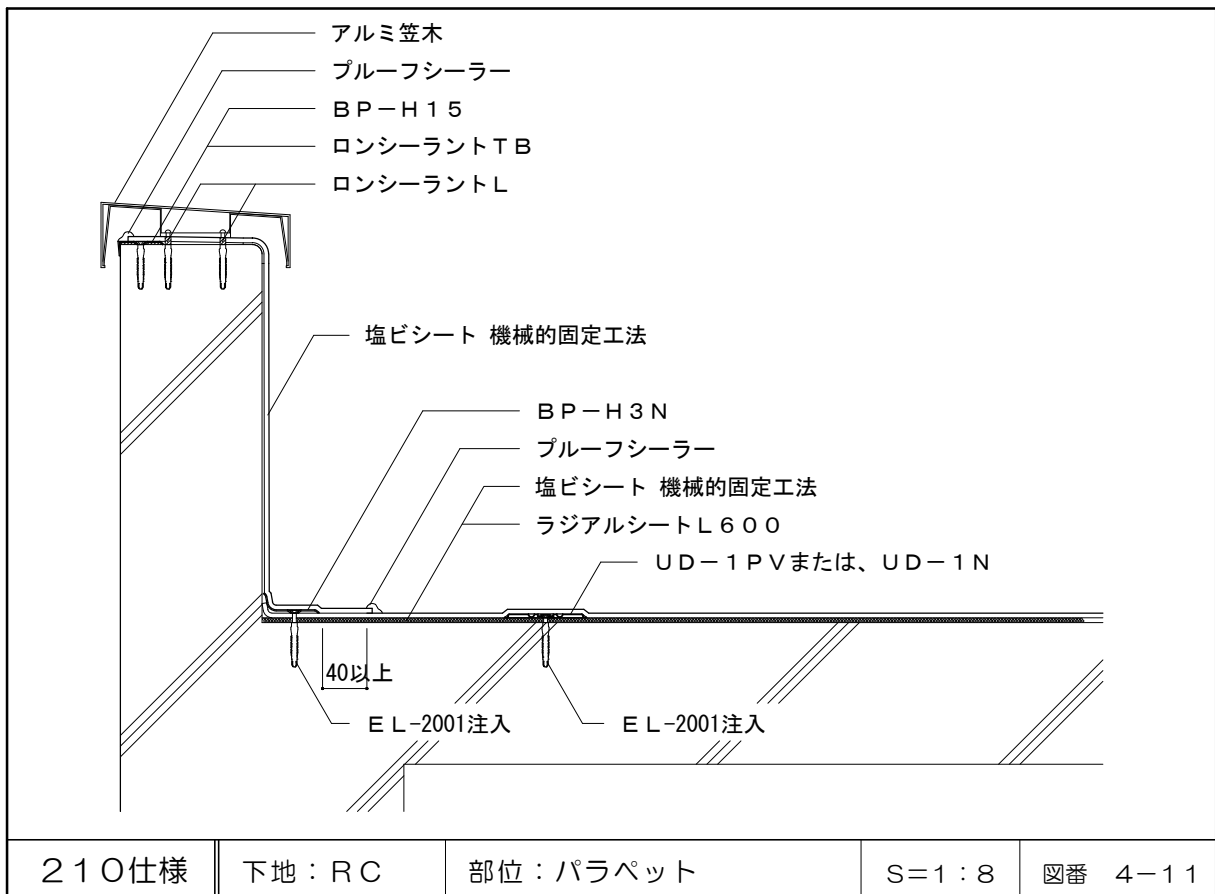 アルミ笠木
プルーフシーラー
ＢＰ－Ｈ１５
ロンシーラントＴＢ
ロンシーラントＬ
塩ビシート 機械的固定工法
ＢＰ－Ｈ３Ｎ
プルーフシーラー
塩ビシート 機械的固定工法
ラジアルシートＬ６００
ＵＤ－１ＰＶまたは、ＵＤ－１Ｎ
40以上
ＥＬ-2001注入
ＥＬ-2001注入
２１０仕様
下地：ＲＣ
部位：パラペット
Ｓ＝１：８
図番 ４－１１